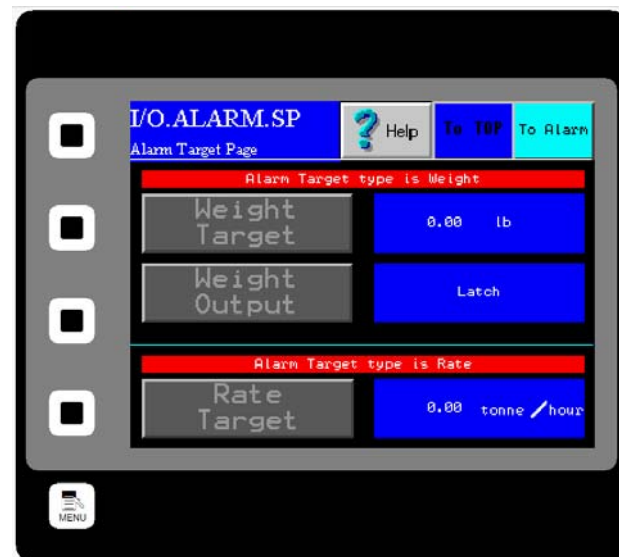 I/O.ALARM.SP
Alarm Target Page
? Help
To TOP
To Alarm
Alarm Target type is Weight
Weight
Target
0.00 lb
Weight
Output
Latch
Alarm Target type is Rate
Rate
Target
0.00 tonne/hour
MENU